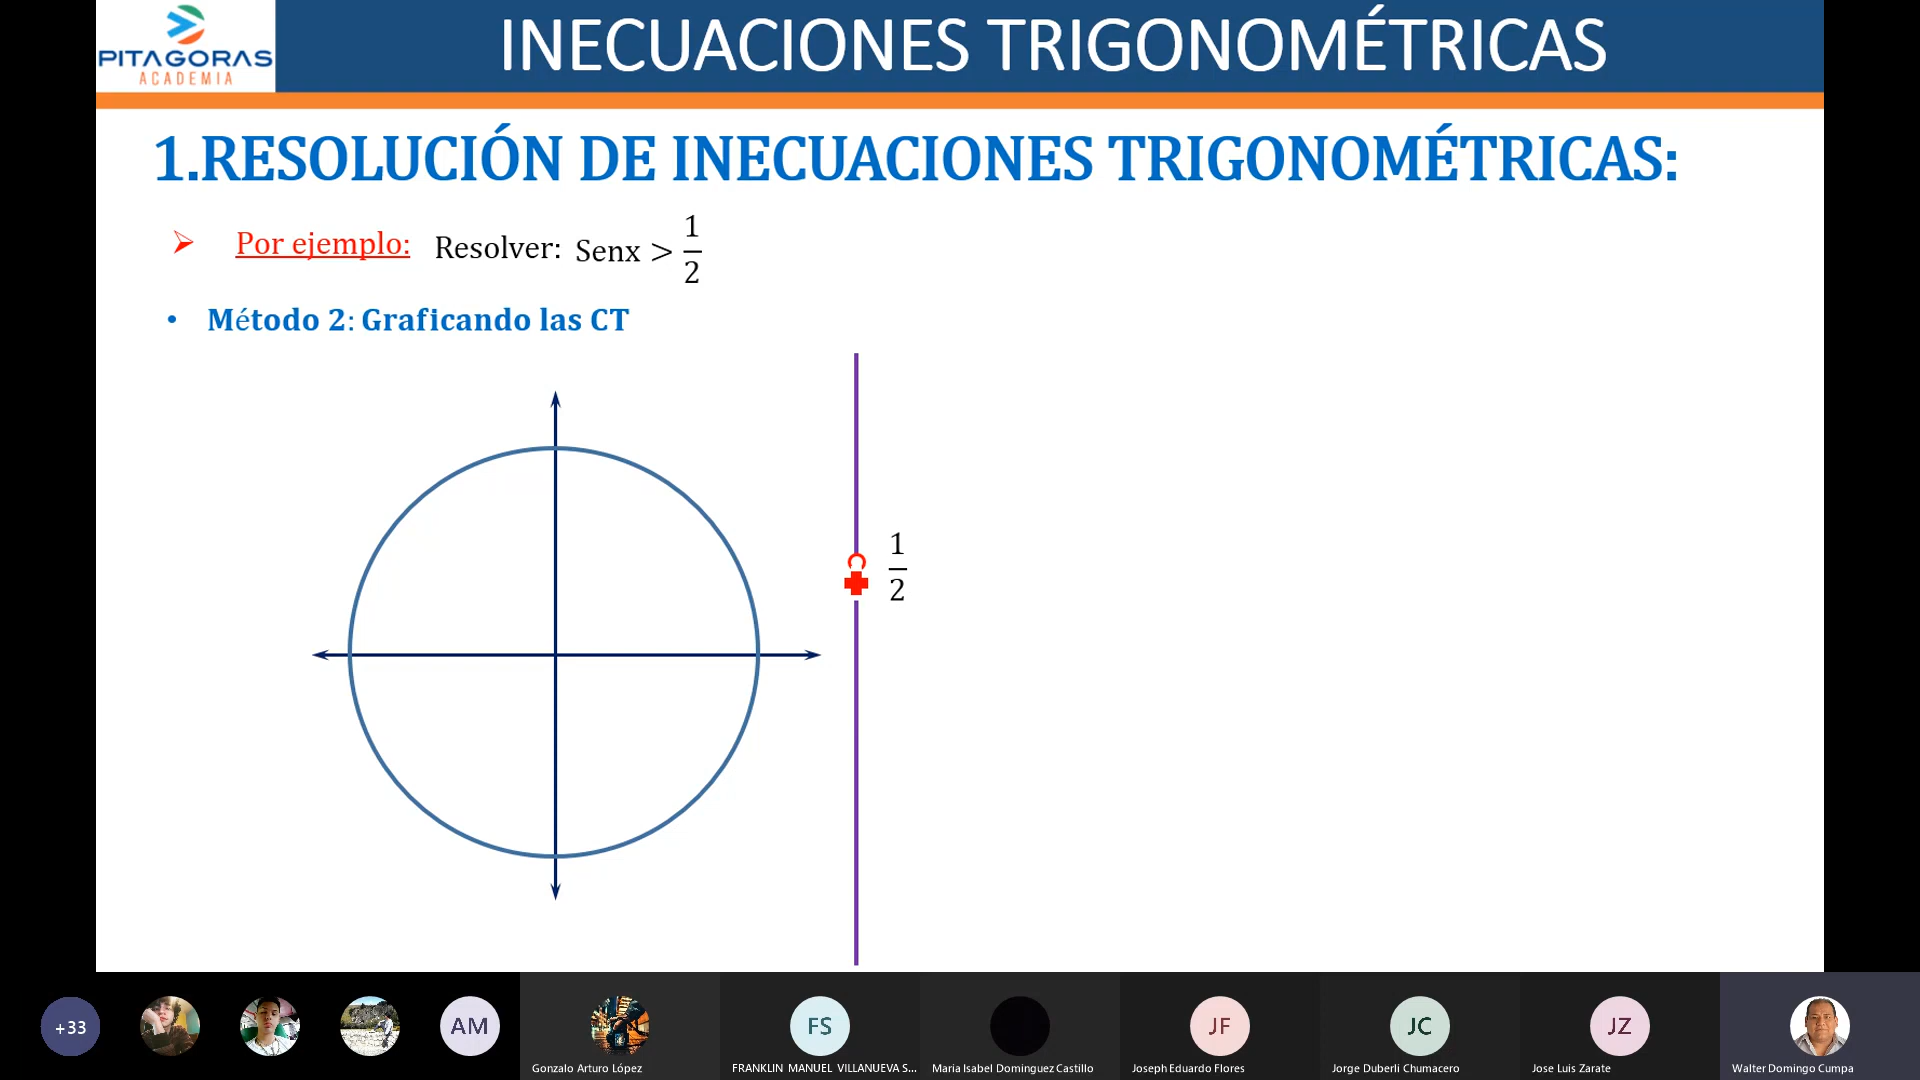 PITAGORAS
ACADEMIA
INECUACIONES TRIGONOMÉTRICAS
1.RESOLUCIÓN DE INECUACIONES TRIGONOMÉTRICAS:
Por ejemplo: Resolver: Senx > 1/2
• Método 2: Graficando las CT
1/2
+33
AM
FS
JF
JC
JZ
Gonzalo Arturo López
FRANKLIN MANUEL VILLANUEVA S...
Maria Isabel Dominguez Castillo
Joseph Eduardo Flores
Jorge Duberli Chumacero
Jose Luis Zarate
Walter Domingo Cumpa